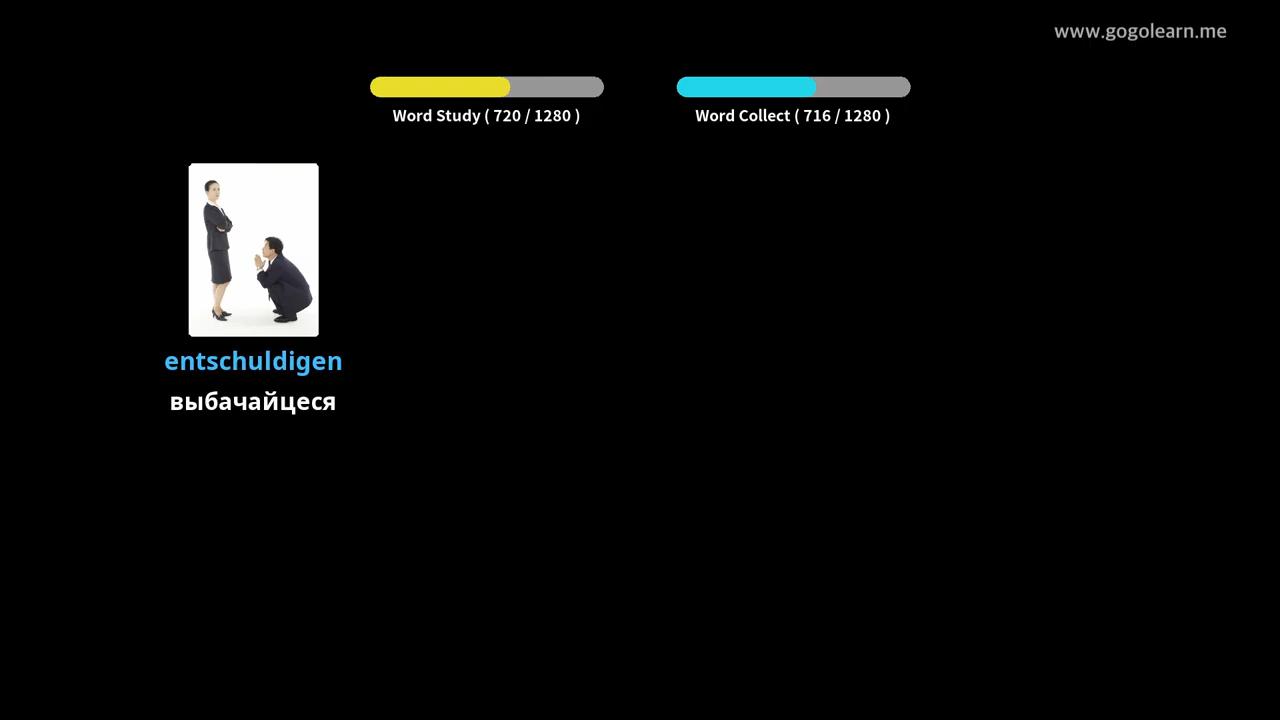 www.gogolearn.me
Word Study ( 720 / 1280 )
Word Collect ( 716 / 1280 )
entschuldigen
выбачайцеся